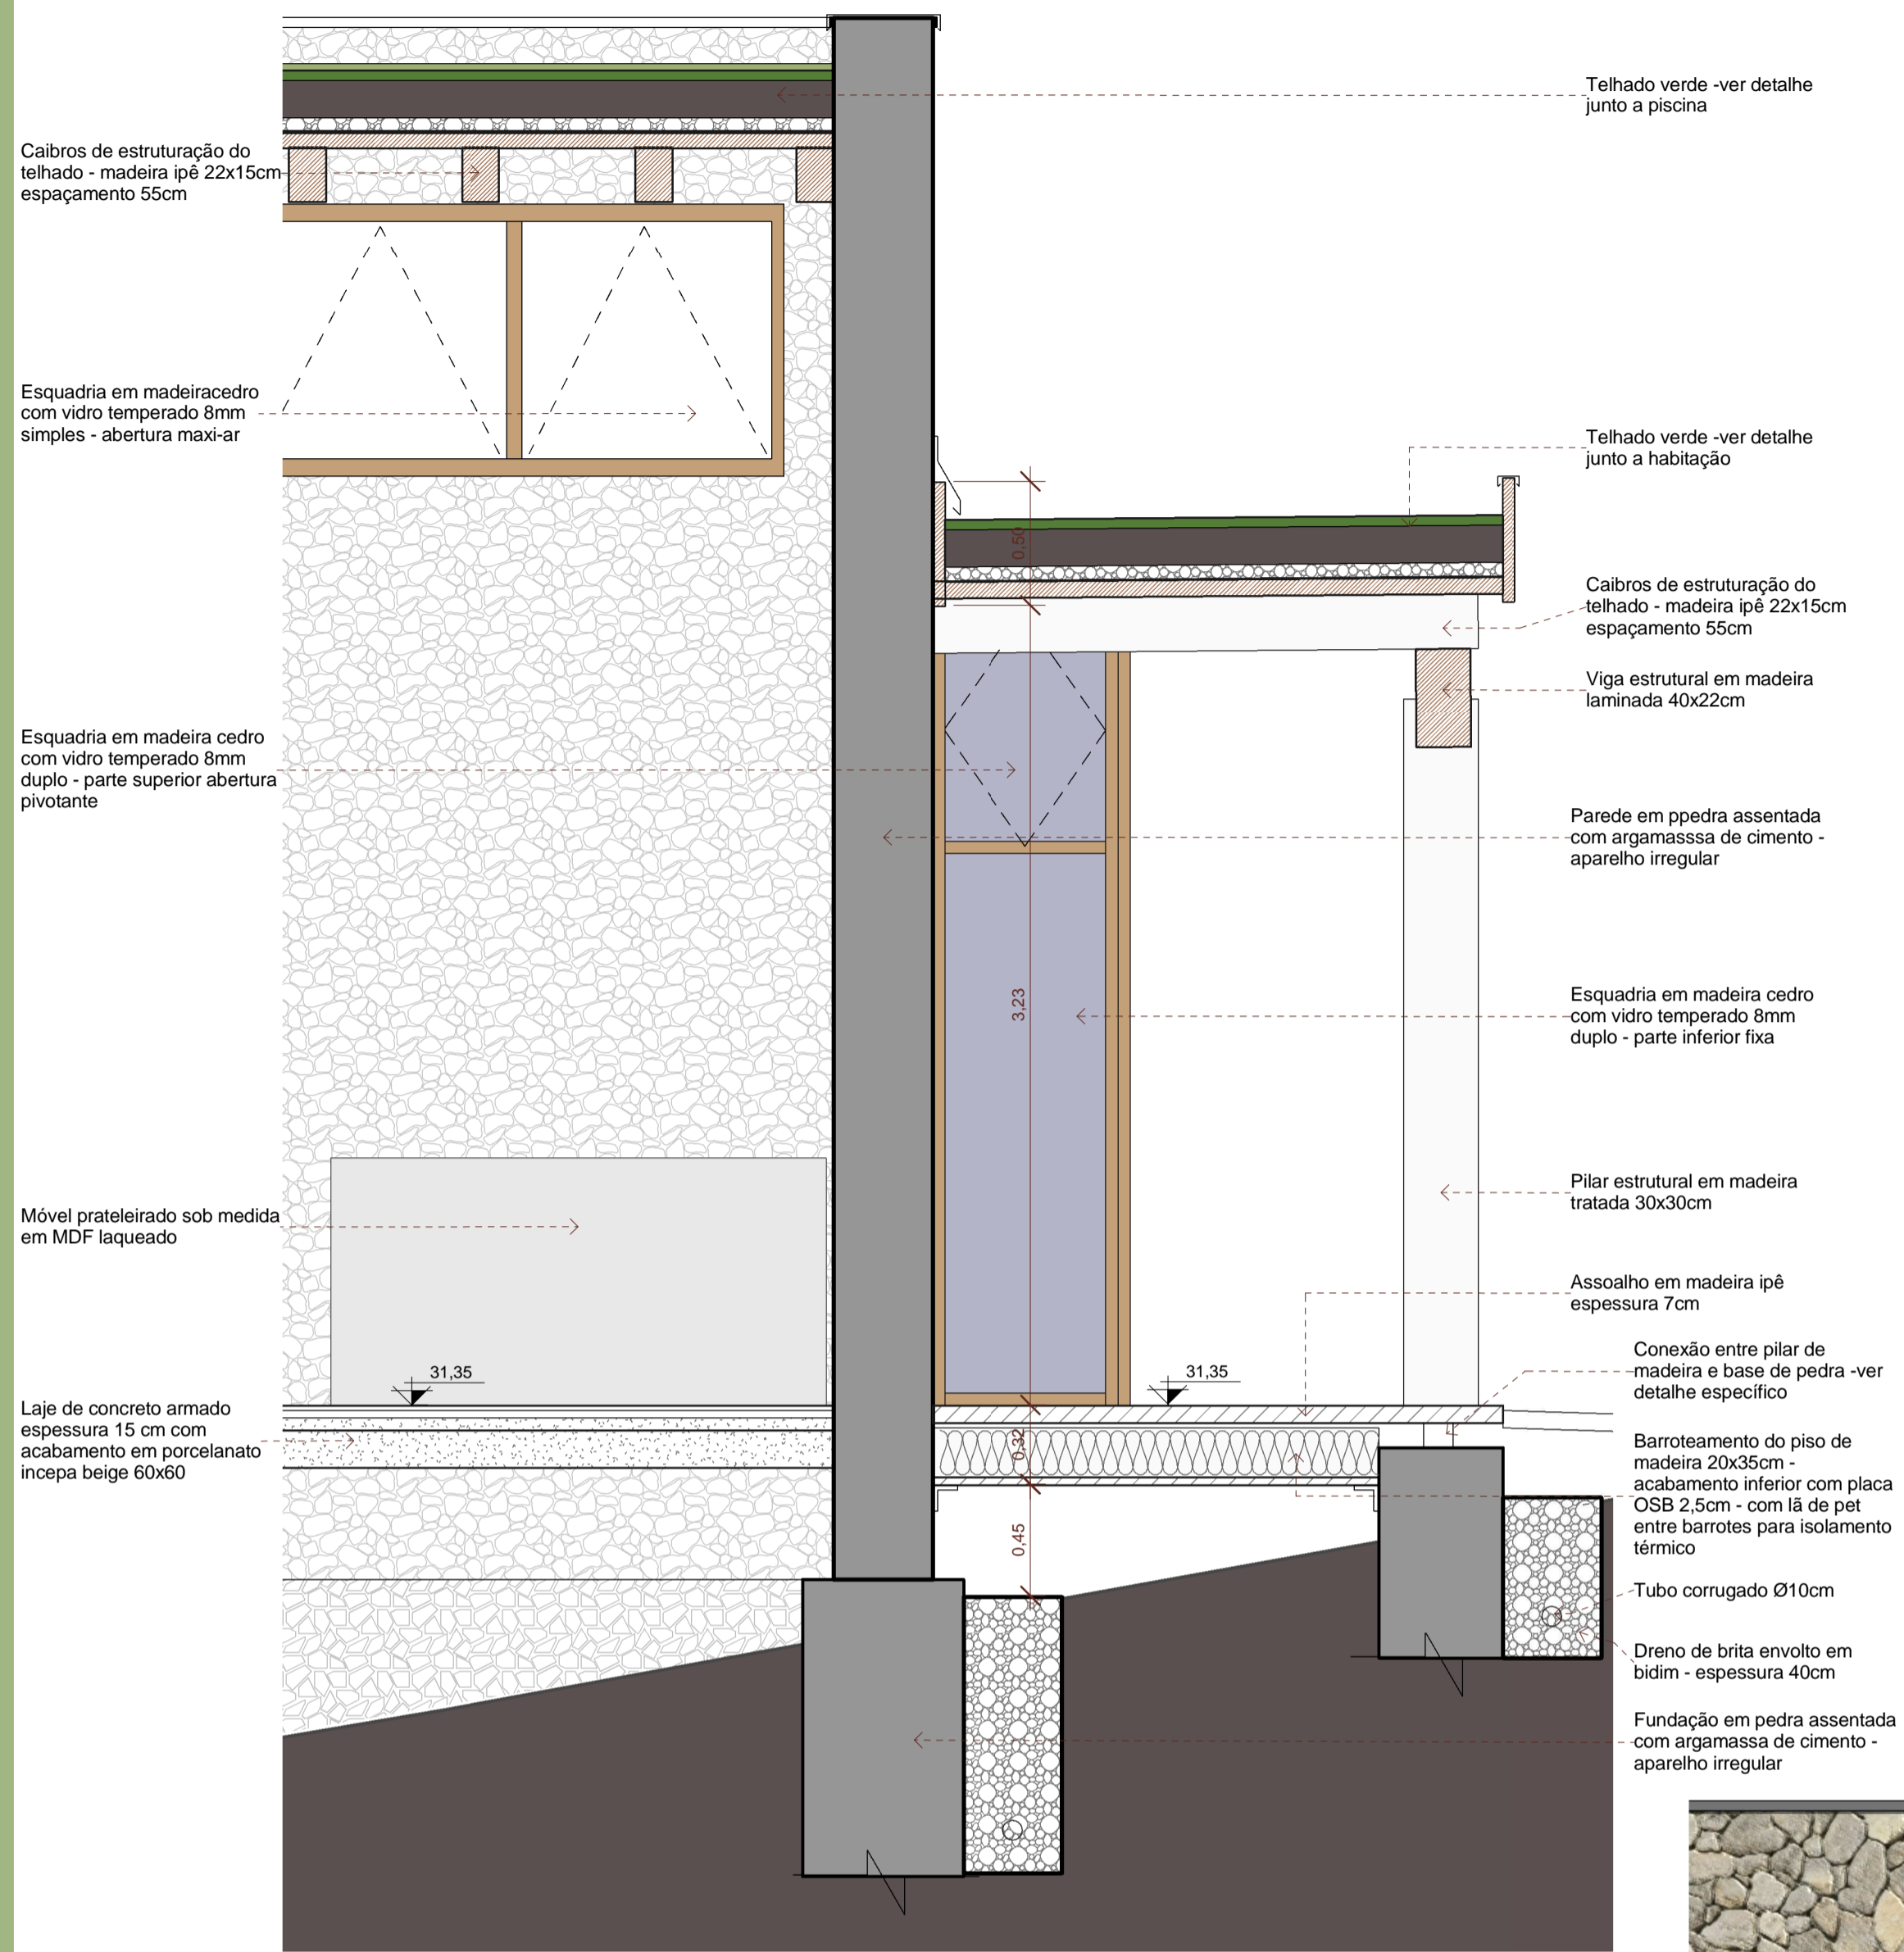 Caibros de estruturação do
telhado - madeira ipê 22x15cm
espaçamento 55cm
Esquadria em madeiracedro
com vidro temperado 8mm
simples - abertura maxi-ar
Esquadria em madeira cedro
com vidro temperado 8mm
duplo - parte superior abertura
pivotante
Móvel prateleirado sob medida
em MDF laqueado
Laje de concreto armado
espessura 15 cm com
acabamento em porcelanato
incepa beige 60x60
31,35
0,50
3,23
0,32
0,45
31,35
Telhado verde -ver detalhe
junto a piscina
Telhado verde -ver detalhe
junto a habitação
Caibros de estruturação do
telhado - madeira ipê 22x15cm
espaçamento 55cm
Viga estrutural em madeira
laminada 40x22cm
Parede em ppedra assentada
com argamasssa de cimento -
aparelho irregular
Esquadria em madeira cedro
com vidro temperado 8mm
duplo - parte inferior fixa
Pilar estrutural em madeira
tratada 30x30cm
Assoalho em madeira ipê
espessura 7cm
Conexão entre pilar de
madeira e base de pedra -ver
detalhe específico
Barroteamento do piso de
madeira 20x35cm -
acabamento inferior com placa
OSB 2,5cm - com lã de pet
entre barrotes para isolamento
térmico
Tubo corrugado Ø10cm
Dreno de brita envolto em
bidim - espessura 40cm
Fundação em pedra assentada
com argamassa de cimento -
aparelho irregular